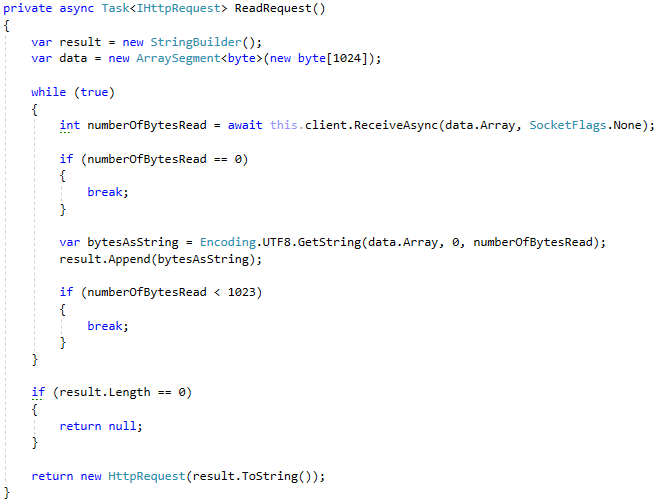 private async Task<IHttpRequest> ReadRequest()
{
    var result = new StringBuilder();
    var data = new ArraySegment<byte>(new byte[1024]);

    while (true)
    {
        int numberOfBytesRead = await this.client.ReceiveAsync(data.Array, SocketFlags.None);

        if (numberOfBytesRead == 0)
        {
            break;
        }

        var bytesAsString = Encoding.UTF8.GetString(data.Array, 0, numberOfBytesRead);
        result.Append(bytesAsString);

        if (numberOfBytesRead < 1023)
        {
            break;
        }
    }

    if (result.Length == 0)
    {
        return null;
    }

    return new HttpRequest(result.ToString());
}